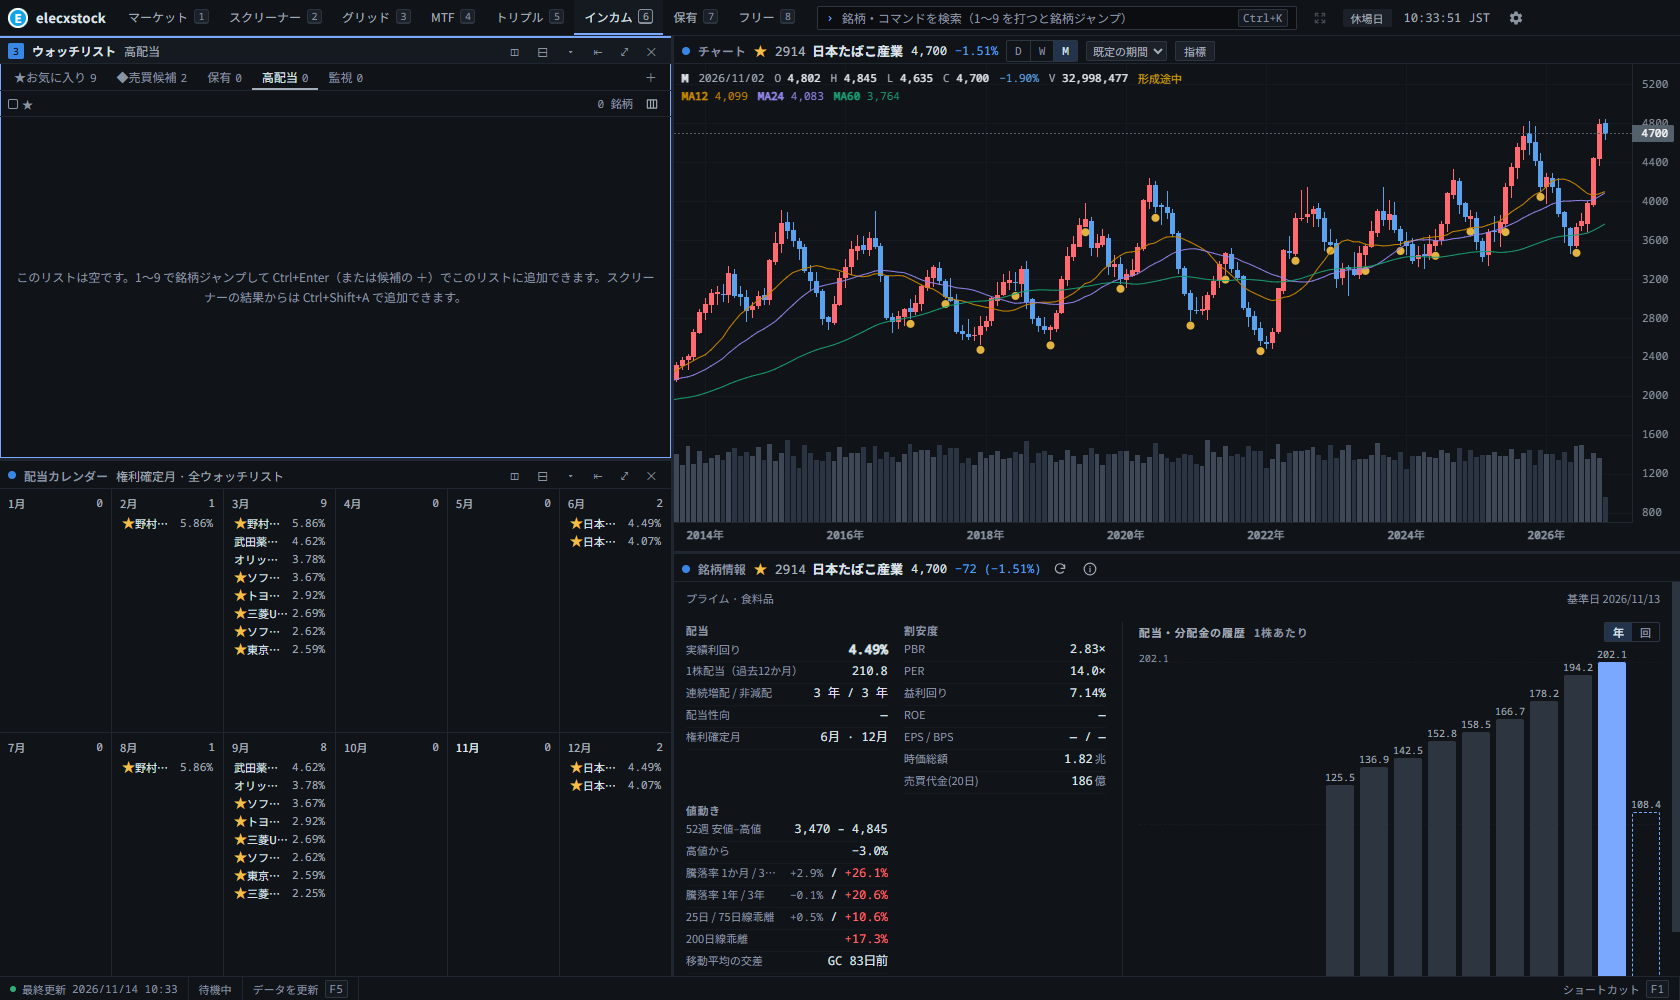 elecxstock マーケット 1 スクリーナー 2 グリッド 3 MTF 4 トリプル 5 インカム 6 保有 7 フリー 8 › 銘柄・コマンドを検索（1〜9 を打つと銘柄ジャンプ） Ctrl+K 休場日 10:33:51 JST
3 ウォッチリスト 高配当
★お気に入り 9 ◆売買候補 2 保有 0 高配当 0 監視 0 +
★ 0 銘柄
このリストは空です。1〜9 で銘柄ジャンプして Ctrl+Enter（または候補の ＋）でこのリストに追加できます。スクリー
ナーの結果からは Ctrl+Shift+A で追加できます。
チャート ★ 2914 日本たばこ産業 4,700 −1.51% D W M 既定の期間 指標
M 2026/11/02 O 4,802 H 4,845 L 4,635 C 4,700 −1.90% V 32,998,477 形成途中
MA12 4,099 MA24 4,083 MA60 3,764
5200
4800
4700
4400
4000
3600
3200
2800
2400
2000
1600
1200
800
2014年 2016年 2018年 2020年 2022年 2024年 2026年
配当カレンダー 権利確定月・全ウォッチリスト
1月 0
2月 1
★野村… 5.86%
3月 9
★野村… 5.86%
武田薬… 4.62%
オリッ… 3.78%
★ソフ… 3.67%
★トヨ… 2.92%
★三菱U… 2.69%
★ソフ… 2.62%
★東京… 2.59%
4月 0
5月 0
6月 2
★日本… 4.49%
★日本… 4.07%
7月 0
8月 1
★野村… 5.86%
9月 8
武田薬… 4.62%
オリッ… 3.78%
★ソフ… 3.67%
★トヨ… 2.92%
★三菱U… 2.69%
★ソフ… 2.62%
★東京… 2.59%
★三菱… 2.25%
10月 0
11月 0
12月 2
★日本… 4.49%
★日本… 4.07%
銘柄情報 ★ 2914 日本たばこ産業 4,700 −72 (−1.51%)
プライム・食料品 基準日 2026/11/13
配当
実績利回り 4.49%
1株配当（過去12か月） 210.8
連続増配 / 非減配 3 年 / 3 年
配当性向 —
権利確定月 6月 ・ 12月
割安度
PBR 2.83×
PER 14.0×
益利回り 7.14%
ROE —
EPS / BPS — / —
時価総額 1.82 兆
売買代金(20日) 186 億
値動き
52週 安値–高値 3,470 – 4,845
高値から −3.0%
騰落率 1か月 / 3… +2.9% / +26.1%
騰落率 1年 / 3年 −0.1% / +20.6%
25日 / 75日線乖離 +0.5% / +10.6%
200日線乖離 +17.3%
移動平均の交差 GC 83日前
配当・分配金の履歴 1株あたり 年 回
202.1
125.5
136.9
142.5
152.8
158.5
166.7
178.2
194.2
202.1
108.4
最終更新 2026/11/14 10:33 待機中 データを更新 F5 ショートカット F1